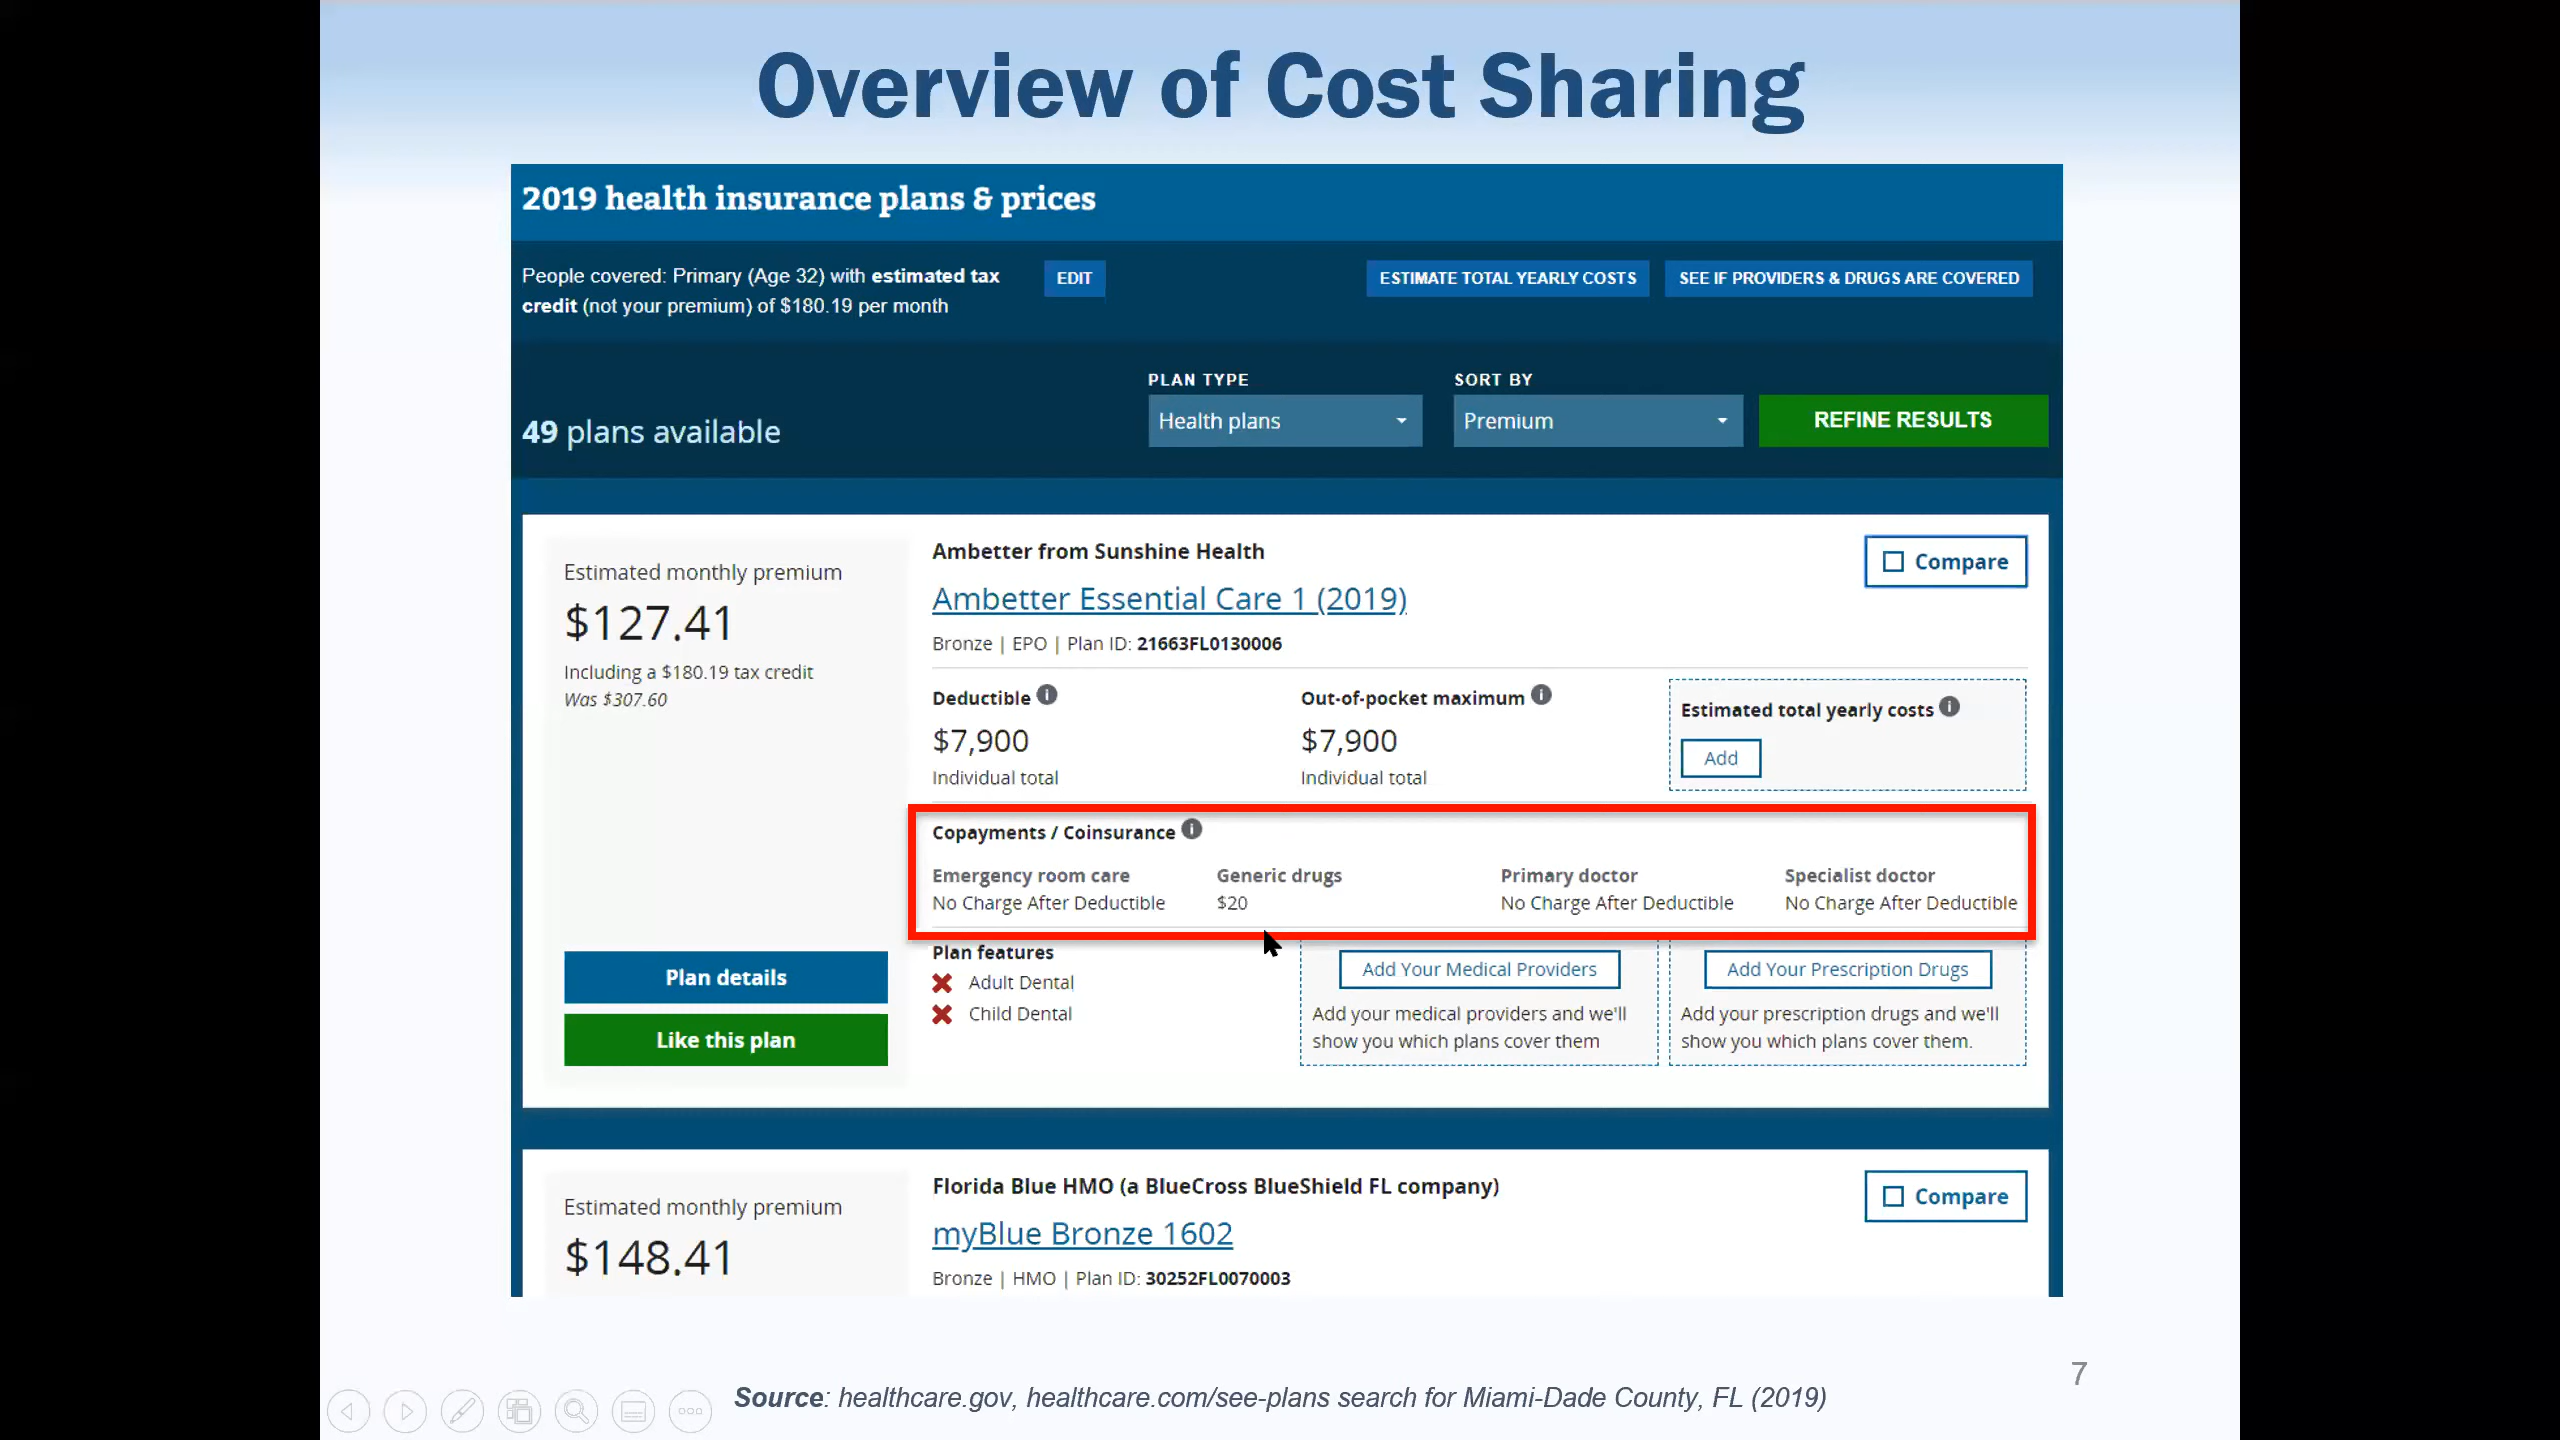 Overview of Cost Sharing
2019 health insurance plans & prices
People covered: Primary (Age 32) with estimated tax
credit (not your premium) of $180.19 per month
EDIT
ESTIMATE TOTAL YEARLY COSTS
SEE IF PROVIDERS & DRUGS ARE COVERED
49 plans available
PLAN TYPE
Health plans
SORT BY
Premium
REFINE RESULTS
Estimated monthly premium
$127.41
Including a $180.19 tax credit
Was $307.60
Plan details
Like this plan
Ambetter from Sunshine Health
Ambetter Essential Care 1 (2019)
Bronze | EPO | Plan ID: 21663FL0130006
Compare
Deductible
$7,900
Individual total
Out-of-pocket maximum
$7,900
Individual total
Estimated total yearly costs
Add
Copayments / Coinsurance
Emergency room care
No Charge After Deductible
Generic drugs
$20
Primary doctor
No Charge After Deductible
Specialist doctor
No Charge After Deductible
Plan features
Adult Dental
Child Dental
Add Your Medical Providers
Add your medical providers and we'll
show you which plans cover them
Add Your Prescription Drugs
Add your prescription drugs and we'll
show you which plans cover them.
Estimated monthly premium
$148.41
Florida Blue HMO (a BlueCross BlueShield FL company)
myBlue Bronze 1602
Bronze | HMO | Plan ID: 30252FL0070003
Compare
7
Source: healthcare.gov, healthcare.com/see-plans search for Miami-Dade County, FL (2019)